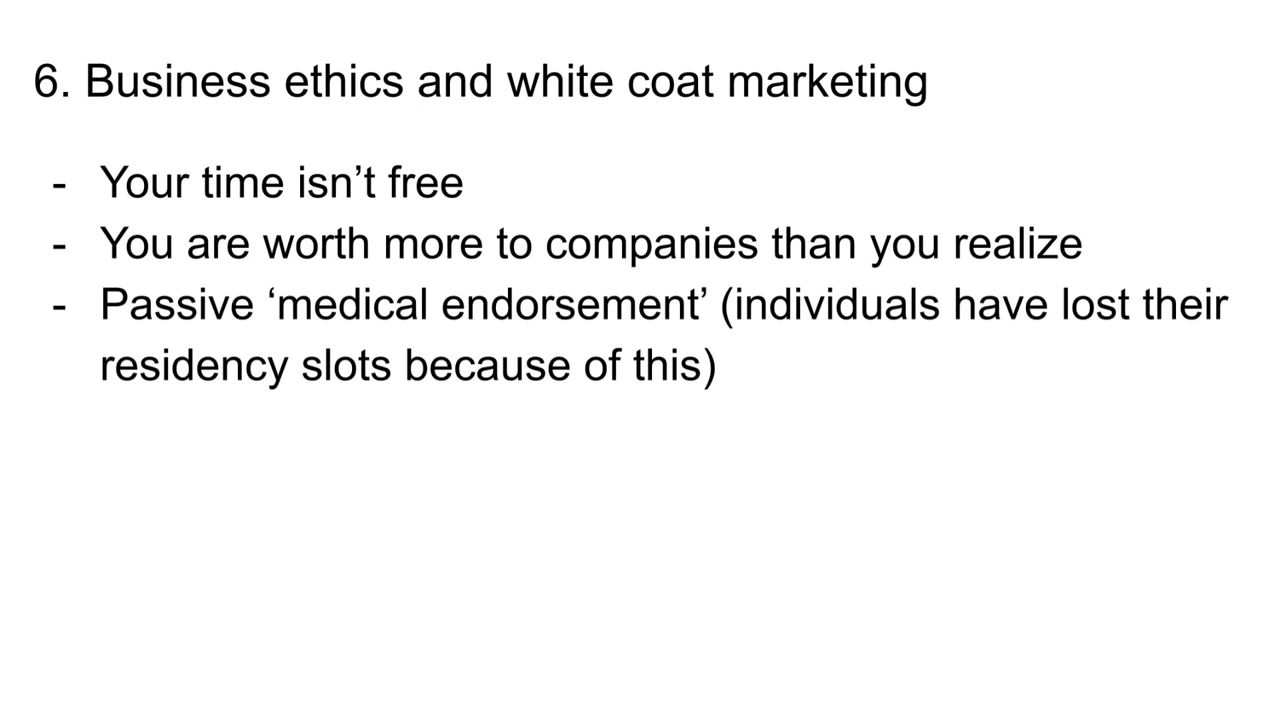 6. Business ethics and white coat marketing
- Your time isn’t free
- You are worth more to companies than you realize
- Passive ‘medical endorsement’ (individuals have lost their
residency slots because of this)